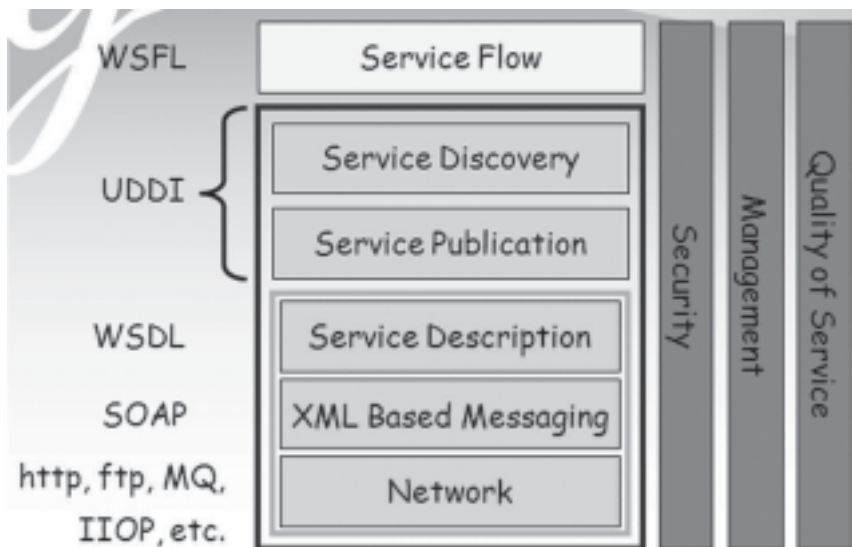 WSFL
Service Flow
UDDI
Service Discovery
Service Publication
WSDL
Service Description
SOAP
XML Based Messaging
http, ftp, MQ,
IIOP, etc.
Network
Security
Management
Quality of Service